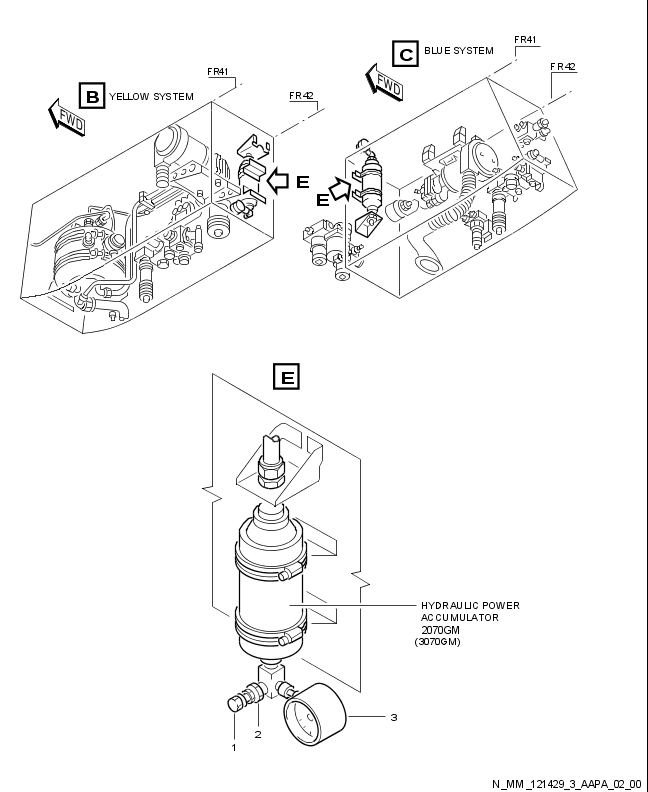 C
BLUE SYSTEM
FR41
FR42
FWD
B
YELLOW SYSTEM
FR41
FR42
FWD
E
E
E
HYDRAULIC POWER
ACCUMULATOR
2070GM
(3070GM)
1
2
3
N_MM_121429_3_AAPA_02_00